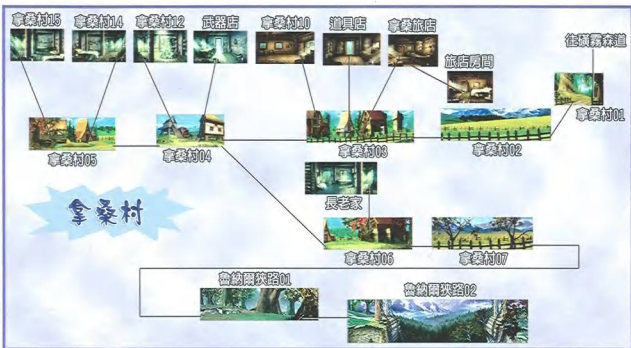 拿桑村15
拿桑村14
拿桑村12
武器店
拿桑村10
道具店
拿桑旅店
旅店房間
往磺霧森道
拿桑村01
拿桑村05
拿桑村04
拿桑村03
拿桑村02
拿桑村
長老家
拿桑村06
拿桑村07
魯納爾狹路01
魯納爾狹路02